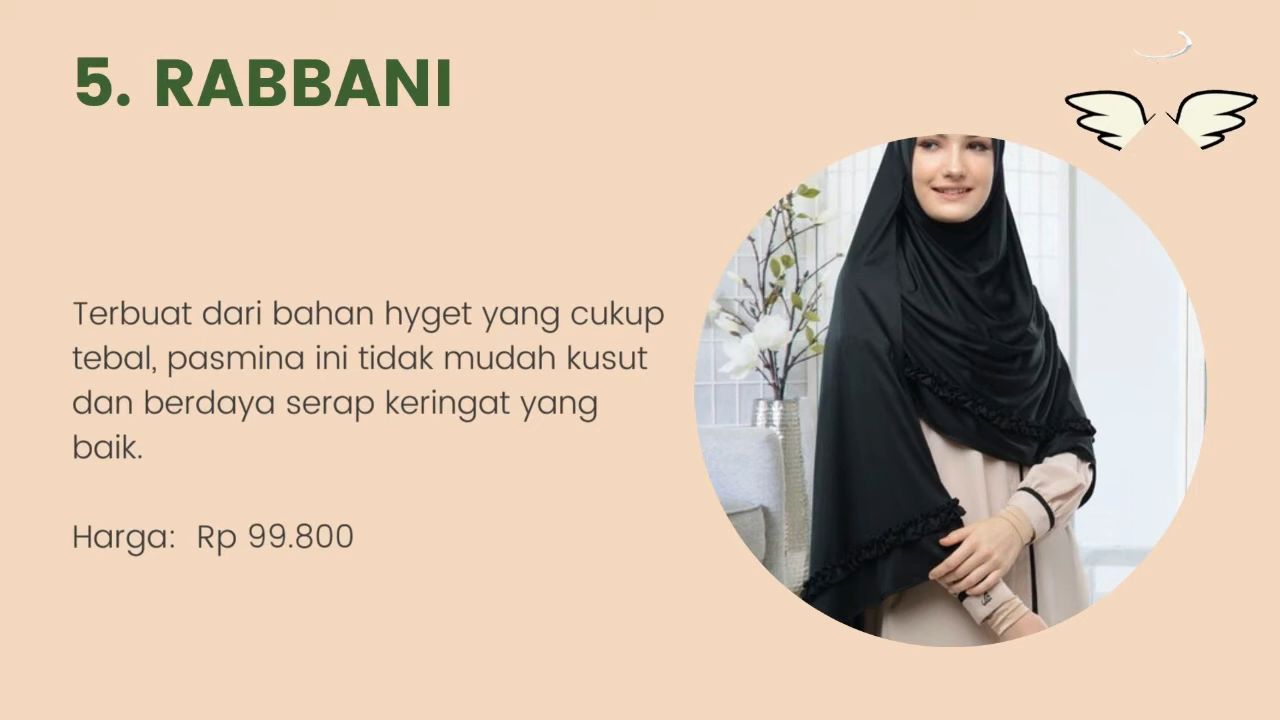 5. RABBANI
Terbuat dari bahan hyget yang cukup
tebal, pasmina ini tidak mudah kusut
dan berdaya serap keringat yang
baik.
Harga: Rp 99.800